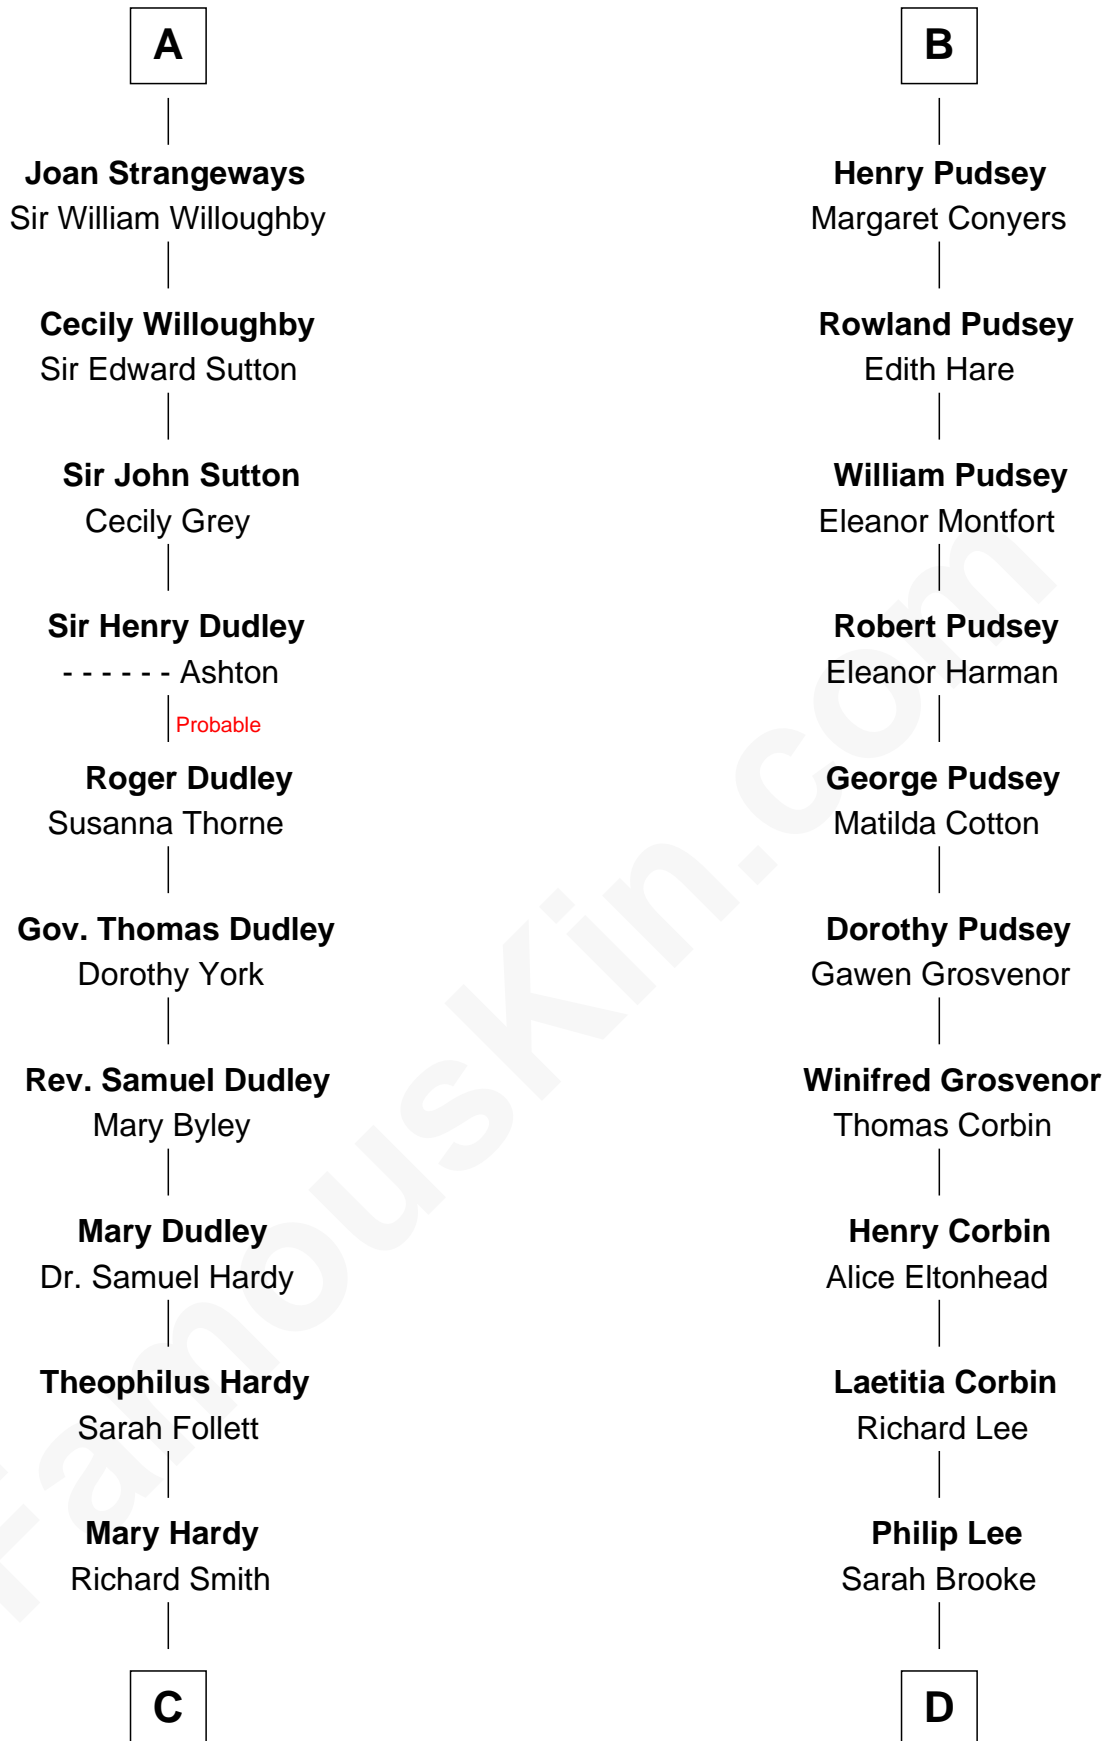 A
Joan Strangeways
Sir William Willoughby
Cecily Willoughby
Sir Edward Sutton
Sir John Sutton
Cecily Grey
Sir Henry Dudley
- - - - - - Ashton
Probable
Roger Dudley
Susanna Thorne
Gov. Thomas Dudley
Dorothy York
Rev. Samuel Dudley
Mary Byley
Mary Dudley
Dr. Samuel Hardy
Theophilus Hardy
Sarah Follett
Mary Hardy
Richard Smith
C
B
Henry Pudsey
Margaret Conyers
Rowland Pudsey
Edith Hare
William Pudsey
Eleanor Montfort
Robert Pudsey
Eleanor Harman
George Pudsey
Matilda Cotton
Dorothy Pudsey
Gawen Grosvenor
Winifred Grosvenor
Thomas Corbin
Henry Corbin
Alice Eltonhead
Laetitia Corbin
Richard Lee
Philip Lee
Sarah Brooke
D
FamousKin.com